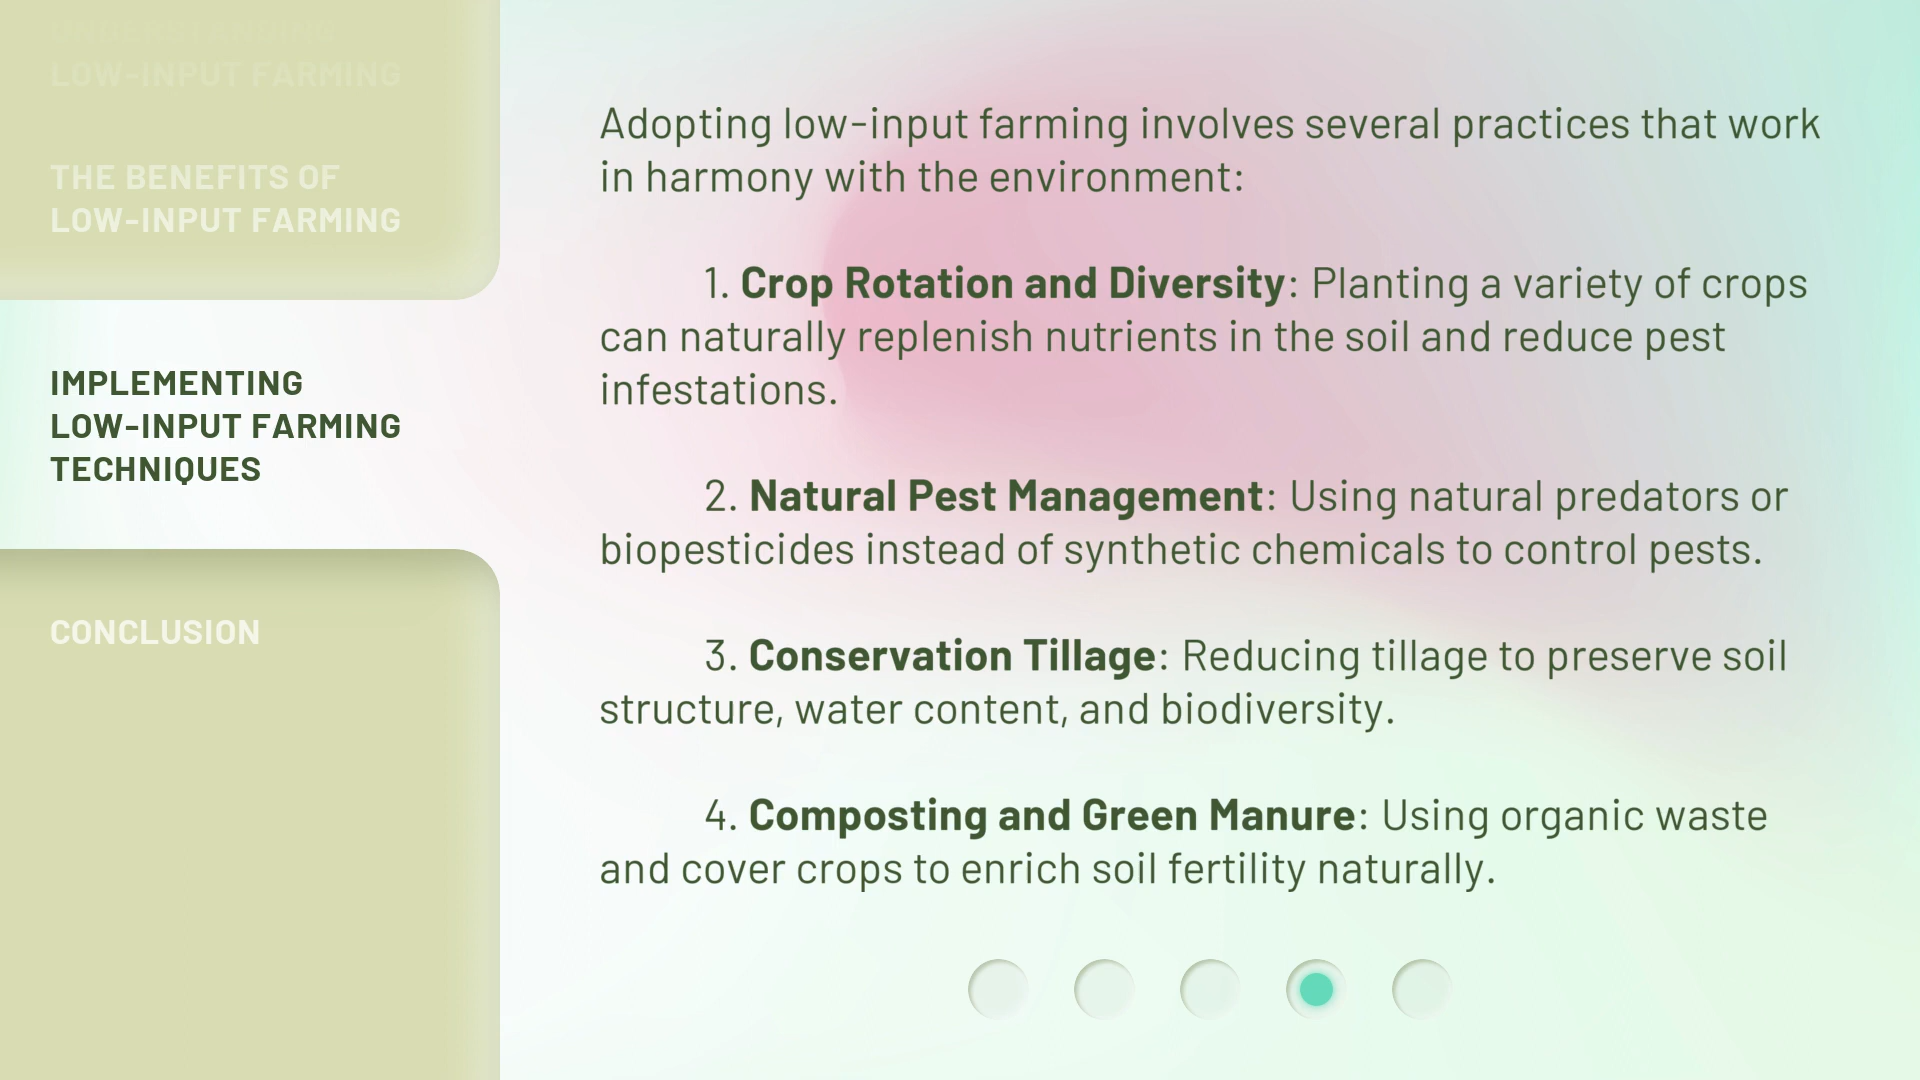 UNDERSTANDING
LOW-INPUT FARMING
THE BENEFITS OF
LOW-INPUT FARMING
IMPLEMENTING
LOW-INPUT FARMING
TECHNIQUES
CONCLUSION
Adopting low-input farming involves several practices that work
in harmony with the environment:
1. Crop Rotation and Diversity: Planting a variety of crops
can naturally replenish nutrients in the soil and reduce pest
infestations.
2. Natural Pest Management: Using natural predators or
biopesticides instead of synthetic chemicals to control pests.
3. Conservation Tillage: Reducing tillage to preserve soil
structure, water content, and biodiversity.
4. Composting and Green Manure: Using organic waste
and cover crops to enrich soil fertility naturally.